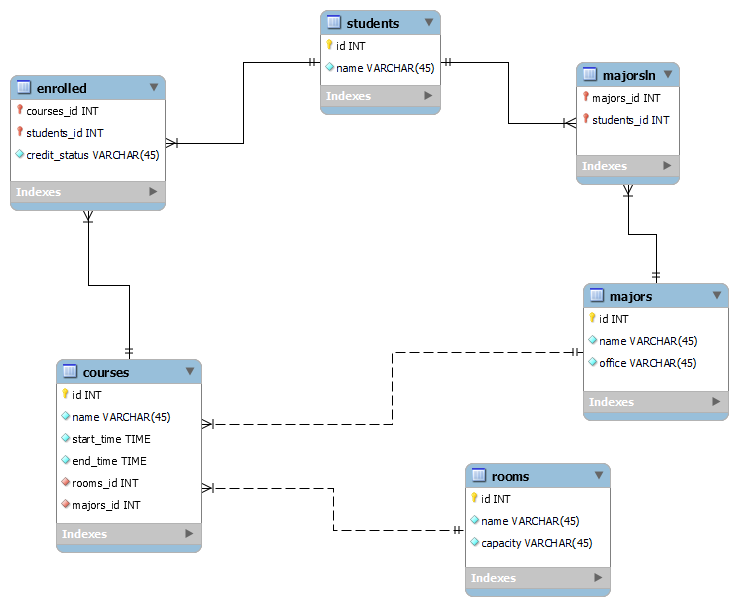 students
id INT
name VARCHAR(45)
Indexes
enrolled
courses_id INT
students_id INT
credit_status VARCHAR(45)
Indexes
majorsIn
majors_id INT
students_id INT
Indexes
majors
id INT
name VARCHAR(45)
office VARCHAR(45)
Indexes
courses
id INT
name VARCHAR(45)
start_time TIME
end_time TIME
rooms_id INT
majors_id INT
Indexes
rooms
id INT
name VARCHAR(45)
capacity VARCHAR(45)
Indexes